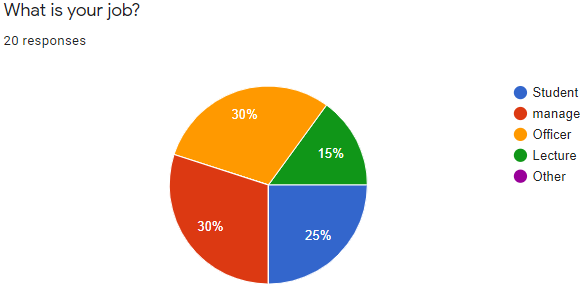 What is your job?
20 responses
30%
15%
30%
25%
Student
manage
Officer
Lecture
Other